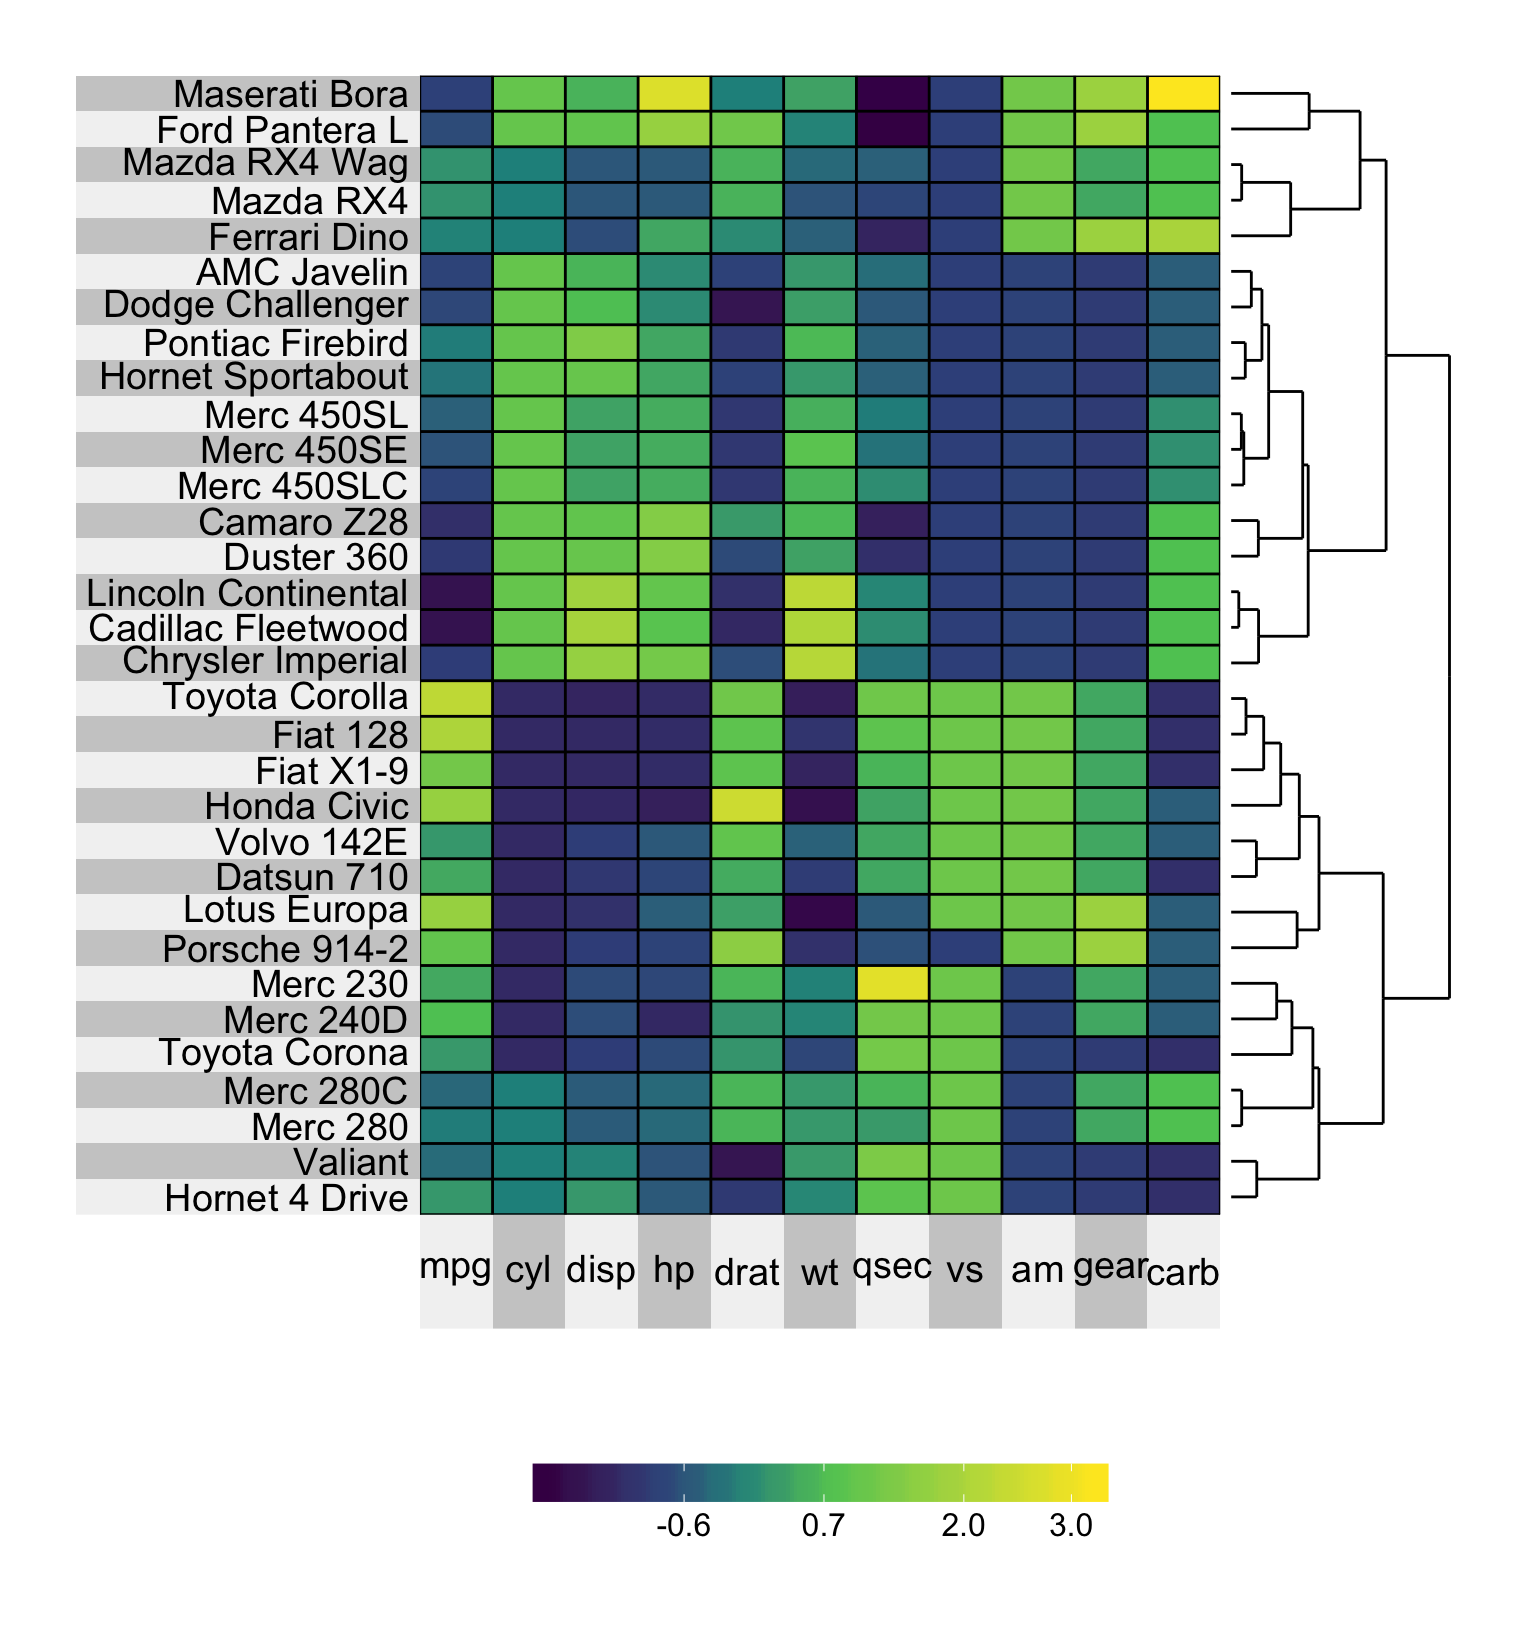 Maserati Bora
Ford Pantera L
Mazda RX4 Wag
Mazda RX4
Ferrari Dino
AMC Javelin
Dodge Challenger
Pontiac Firebird
Hornet Sportabout
Merc 450SL
Merc 450SE
Merc 450SLC
Camaro Z28
Duster 360
Lincoln Continental
Cadillac Fleetwood
Chrysler Imperial
Toyota Corolla
Fiat 128
Fiat X1-9
Honda Civic
Volvo 142E
Datsun 710
Lotus Europa
Porsche 914-2
Merc 230
Merc 240D
Toyota Corona
Merc 280C
Merc 280
Valiant
Hornet 4 Drive
mpg cyl disp hp drat wt qsec vs am gear carb
-0.6 0.7 2.0 3.0